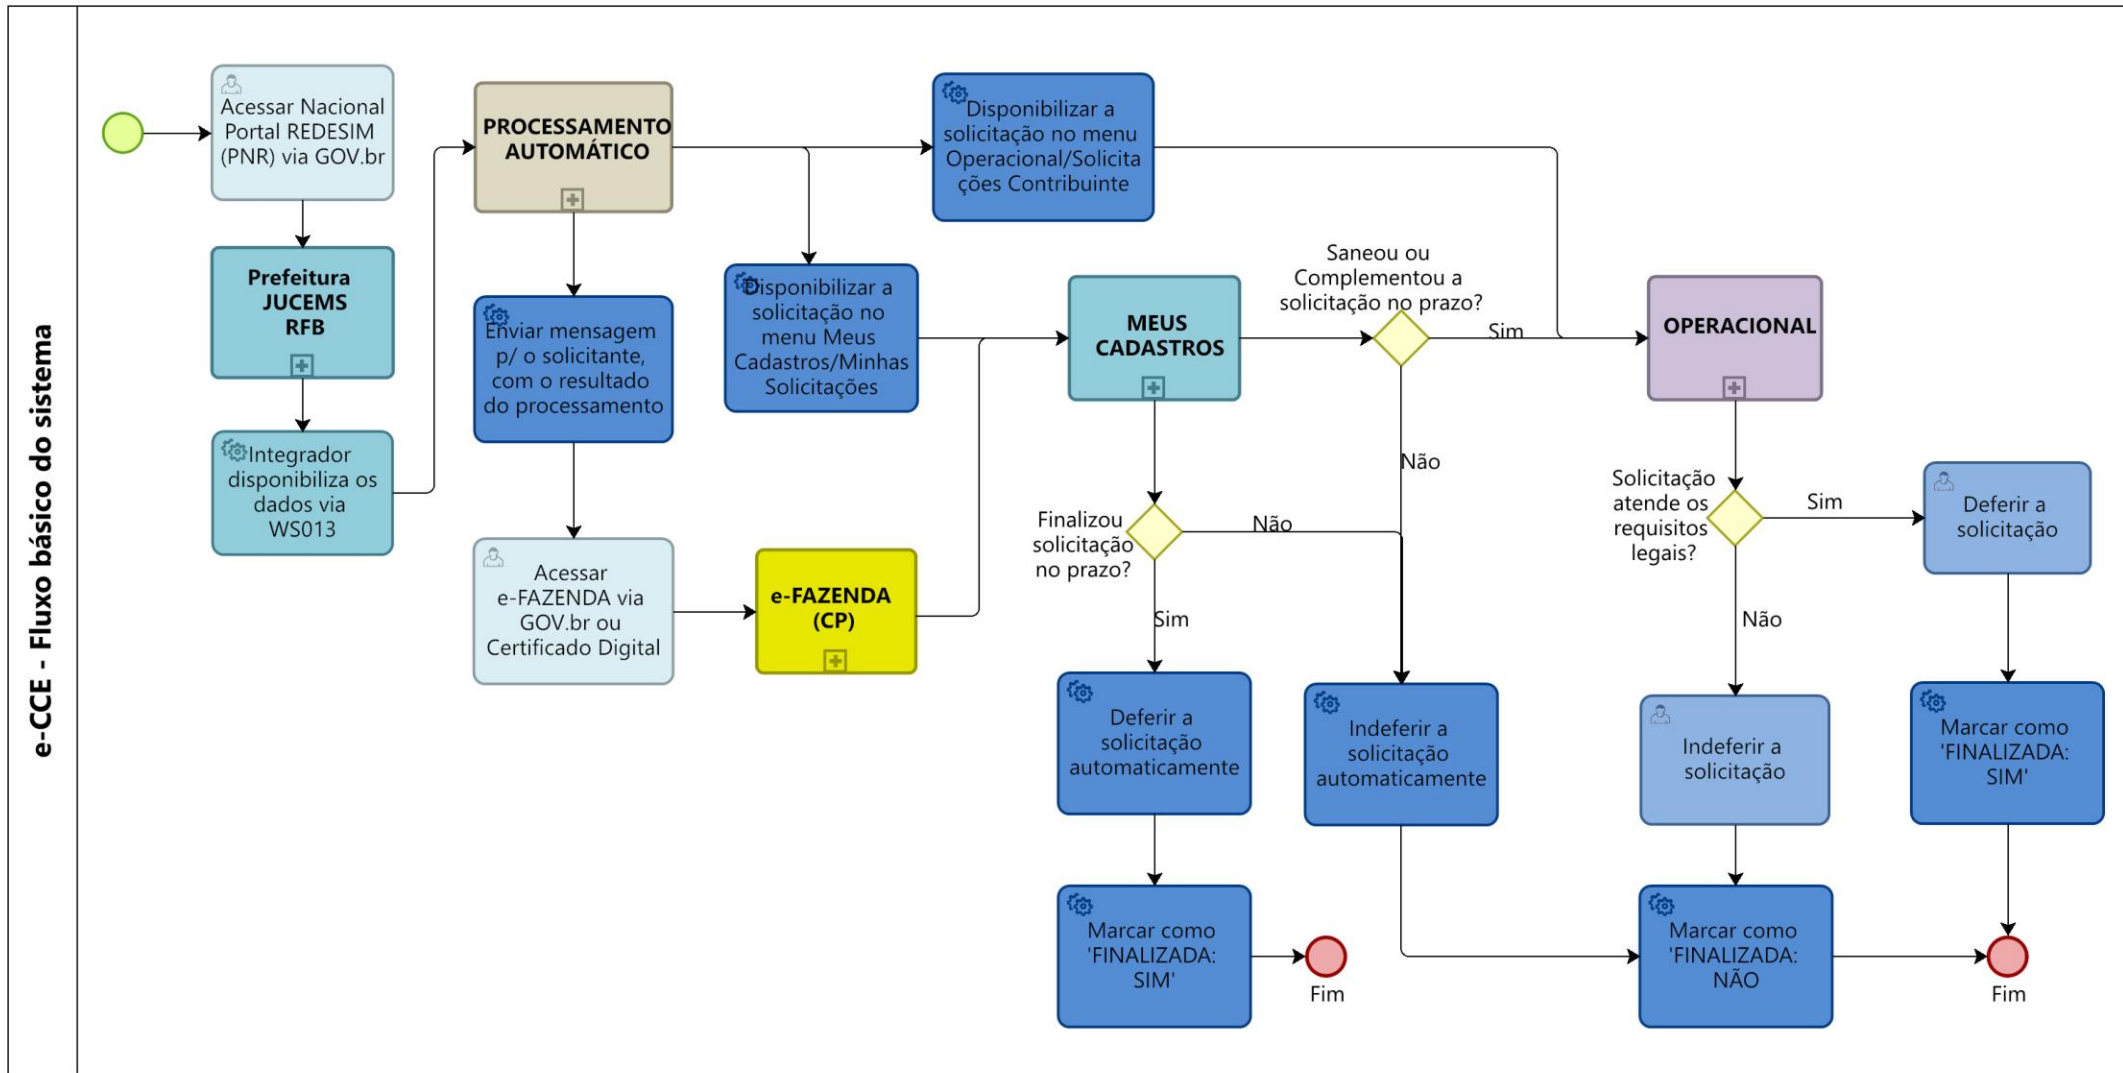 e-CCE - Fluxo básico do sistema
Acessar Nacional
Portal REDESIM
(PNR) via GOV.br
Prefeitura
JUCEMS
RFB
Integrador
disponibiliza os
dados via
WS013
PROCESSAMENTO
AUTOMÁTICO
Enviar mensagem
p/ o solicitante,
com o resultado
do processamento
Acessar
e-FAZENDA via
GOV.br ou
Certificado Digital
e-FAZENDA
(CP)
Disponibilizar a
solicitação no menu
Operacional/Solicita
ções Contribuinte
Disponibilizar a
solicitação no
menu Meus
Cadastros/Minhas
Solicitações
MEUS
CADASTROS
Saneou ou
Complementou a
solicitação no prazo?
Sim
Não
Finalizou
solicitação
no prazo?
Não
Sim
Deferir a
solicitação
automaticamente
Indeferir a
solicitação
automaticamente
Marcar como
'FINALIZADA:
SIM'
Fim
OPERACIONAL
Solicitação
atende os
requisitos
legais?
Sim
Não
Deferir a
solicitação
Indeferir a
solicitação
Marcar como
'FINALIZADA:
SIM'
Marcar como
'FINALIZADA:
NÃO
Fim